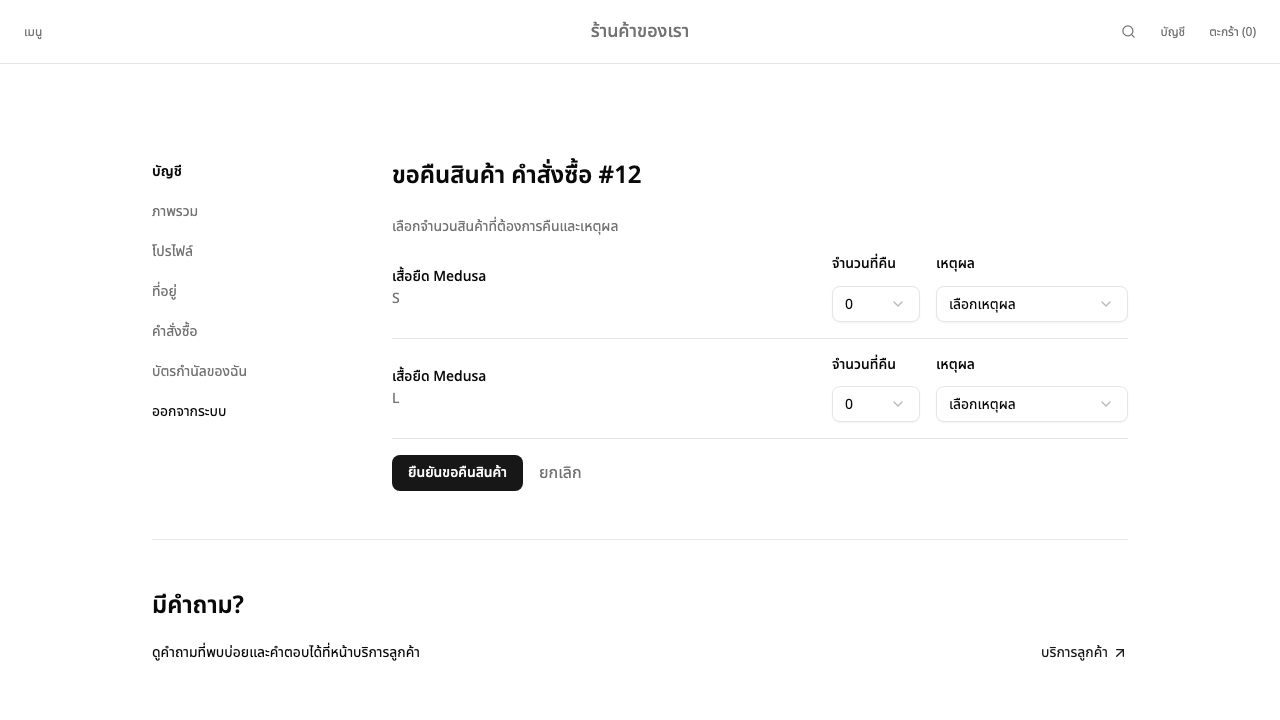 เมนู
ร้านค้าของเรา
บัญชี
ตะกร้า (0)
บัญชี
ภาพรวม
โปรไฟล์
ที่อยู่
คำสั่งซื้อ
บัตรกำนัลของฉัน
ออกจากระบบ
ขอคืนสินค้า คำสั่งซื้อ #12
เลือกจำนวนสินค้าที่ต้องการคืนและเหตุผล
เสื้อยืด Medusa
S
จำนวนที่คืน
0
เหตุผล
เลือกเหตุผล
เสื้อยืด Medusa
L
จำนวนที่คืน
0
เหตุผล
เลือกเหตุผล
ยืนยันขอคืนสินค้า
ยกเลิก
มีคำถาม?
ดูคำถามที่พบบ่อยและคำตอบได้ที่หน้าบริการลูกค้า
บริการลูกค้า